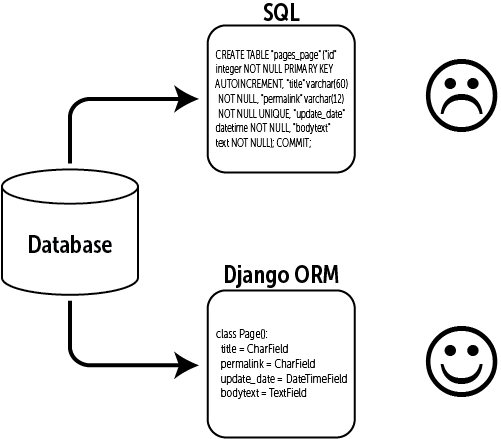 SQL
CREATE TABLE "pages_page" ("id"
integer NOT NULL PRIMARY KEY
AUTOINCREMENT, "title" varchar(60)
NOT NULL, "permalink" varchar(12)
NOT NULL UNIQUE, "update_date"
datetime NOT NULL, "bodytext"
text NOT NULL); COMMIT;
Database
Django ORM
class Page():
title = CharField
permalink = CharField
update_date = DateTimeField
bodytext = TextField